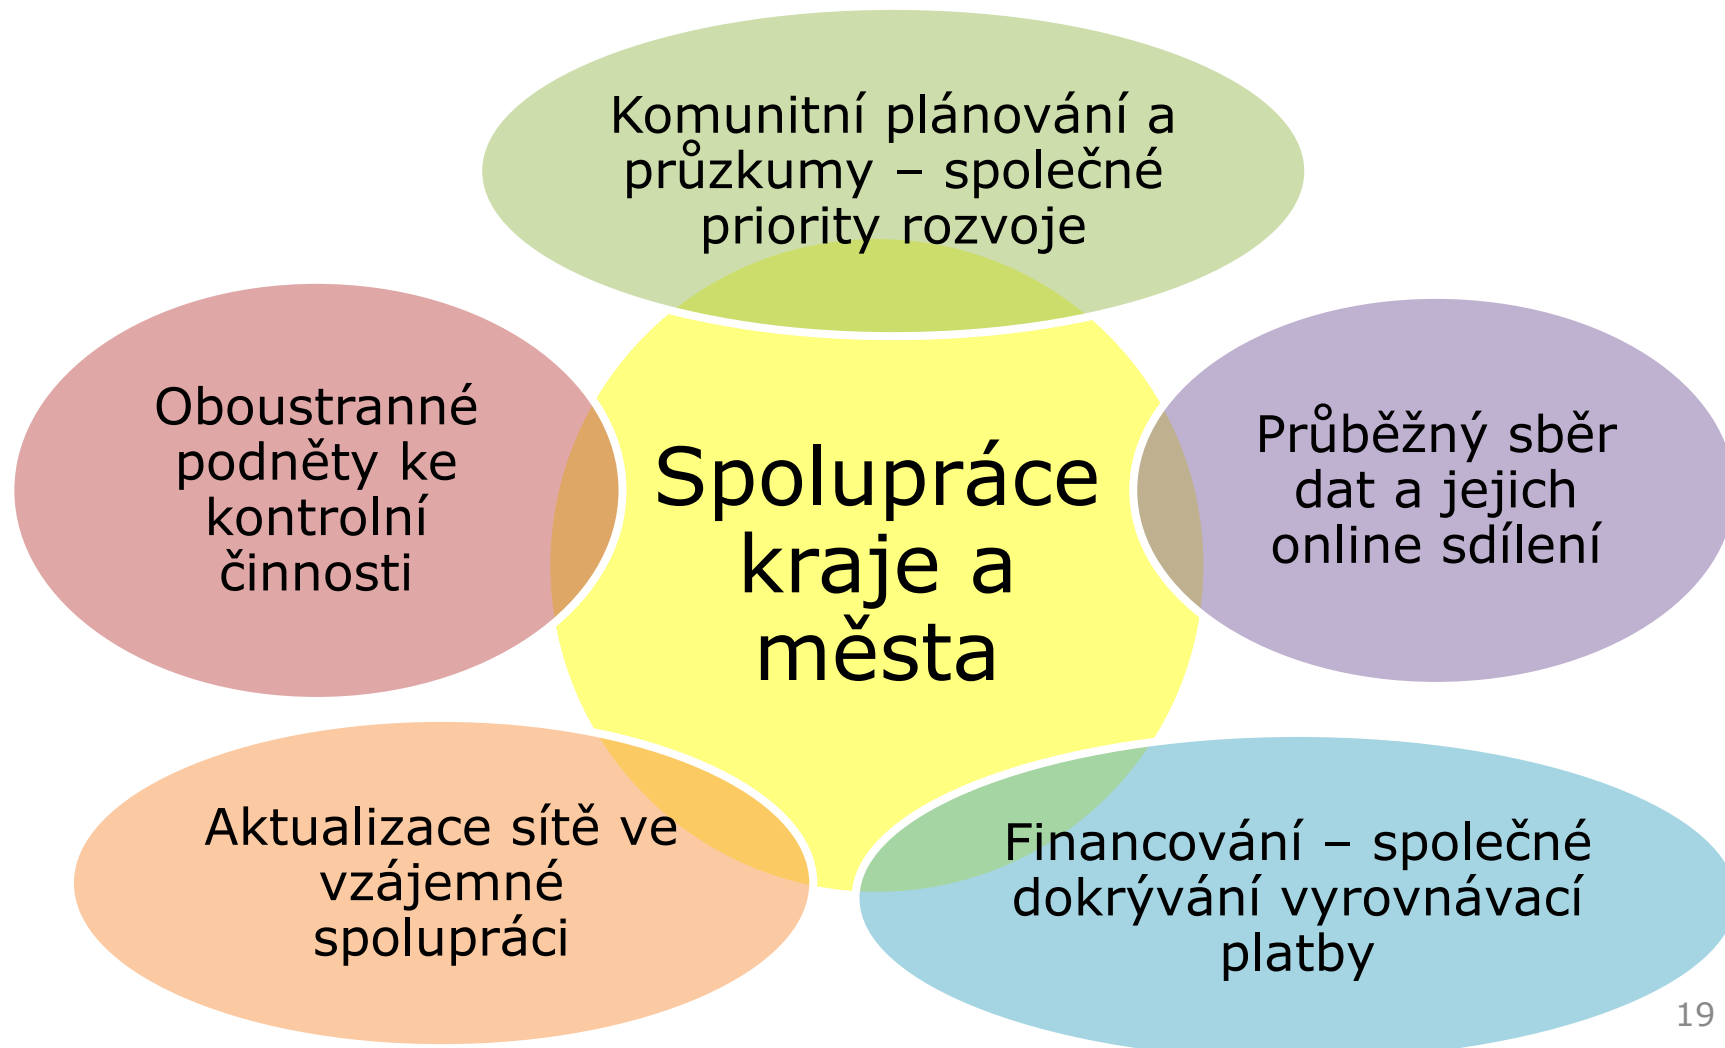 Komunitní plánování a
průzkumy – společné
priority rozvoje
Oboustranné
podněty ke
kontrolní
činnosti
Spolupráce
kraje a
města
Průběžný sběr
dat a jejich
online sdílení
Aktualizace sítě ve
vzájemné
spolupráci
Financování – společné
dokrývání vyrovnávací
platby
19